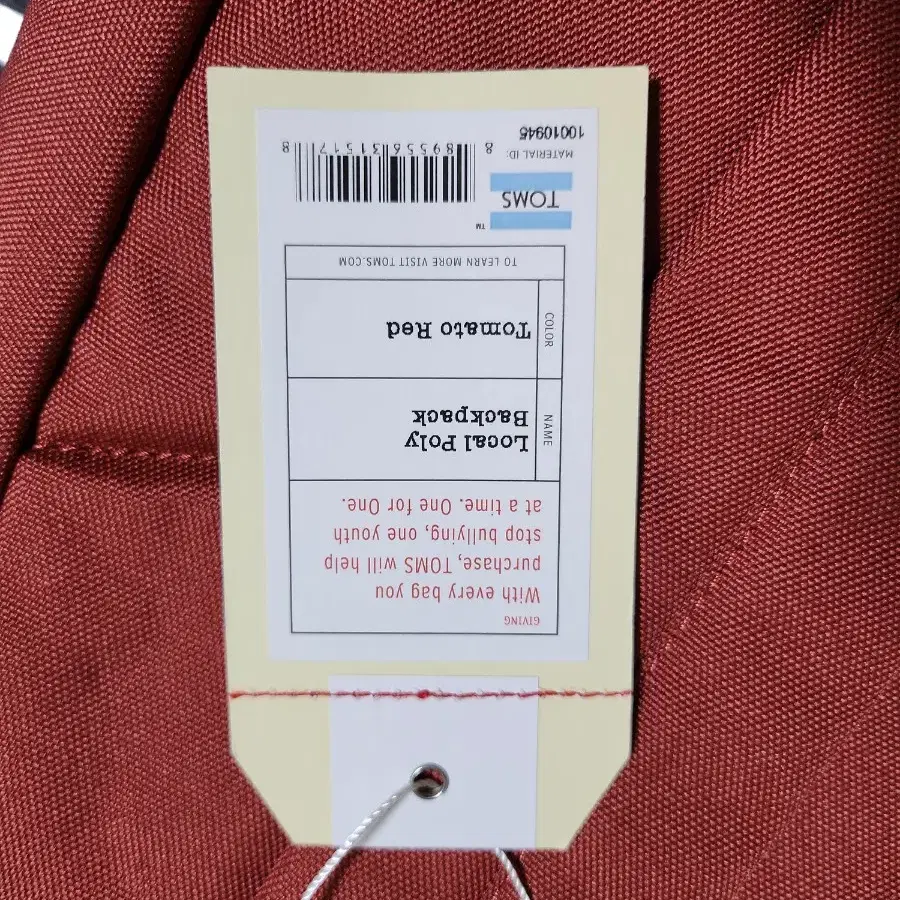 GIVING
With every bag you
purchase, TOMS will help
stop bullying, one youth
at a time. One for One.
NAME
Local Poly
Backpack
COLOR
Tomato Red
TO LEARN MORE VISIT TOMS.COM
TOMS™
MATERIAL ID:
10010945
8 89556 31517 8